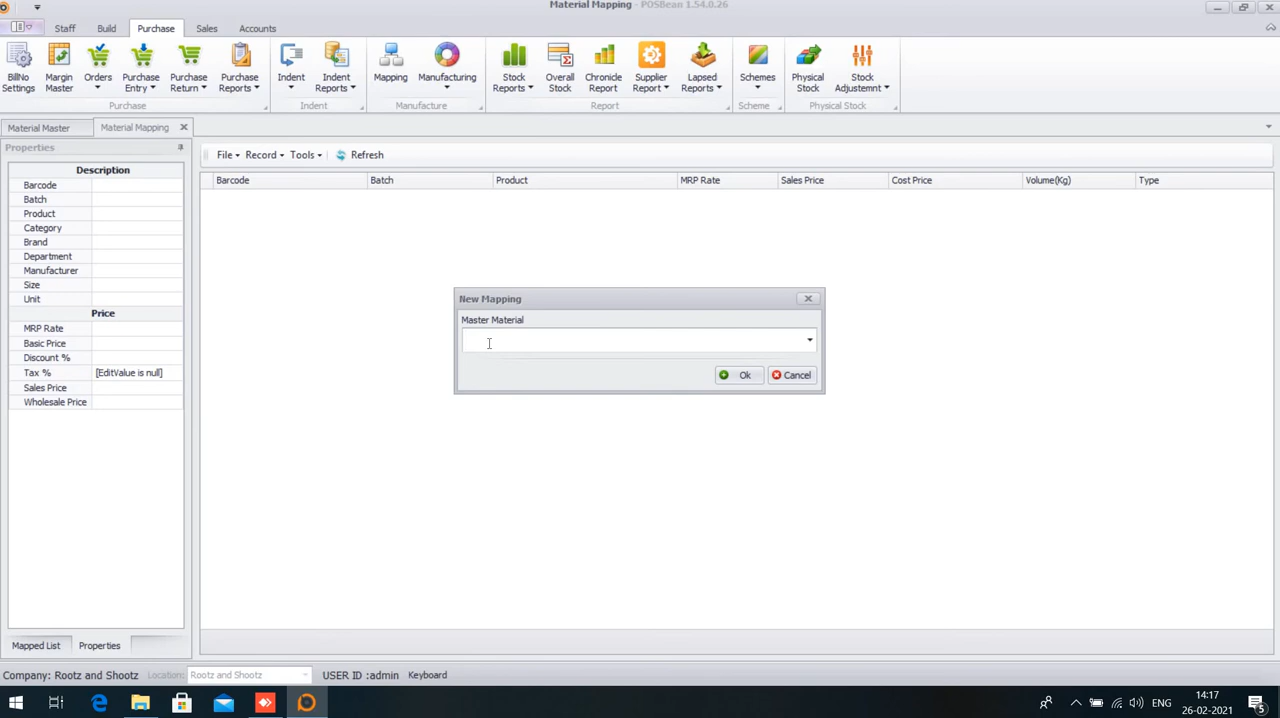 Material Mapping - POSBean 1.54.0.26
Staff Build Purchase Sales Accounts
BillNo Settings
Margin Master
Orders
Purchase Entry
Purchase Return
Purchase Reports
Indent
Indent Reports
Mapping
Manufacturing
Stock Reports
Overall Stock
Chronicle Report
Supplier Report
Lapsed Reports
Schemes
Physical Stock
Stock Adjustemnt
Purchase Indent Manufacture Report Scheme Physical Stock
Material Master Material Mapping
Properties
File Record Tools Refresh
Description
Barcode
Batch
Product
Category
Brand
Department
Manufacturer
Size
Unit
Price
MRP Rate
Basic Price
Discount %
Tax % [EditValue is null]
Sales Price
Wholesale Price
Barcode Batch Product MRP Rate Sales Price Cost Price Volume(Kg) Type
New Mapping
Master Material
Ok Cancel
Mapped List Properties
Company: Rootz and Shootz Location: Rootz and Shootz USER ID :admin Keyboard
ENG
14:17
26-02-2021
5